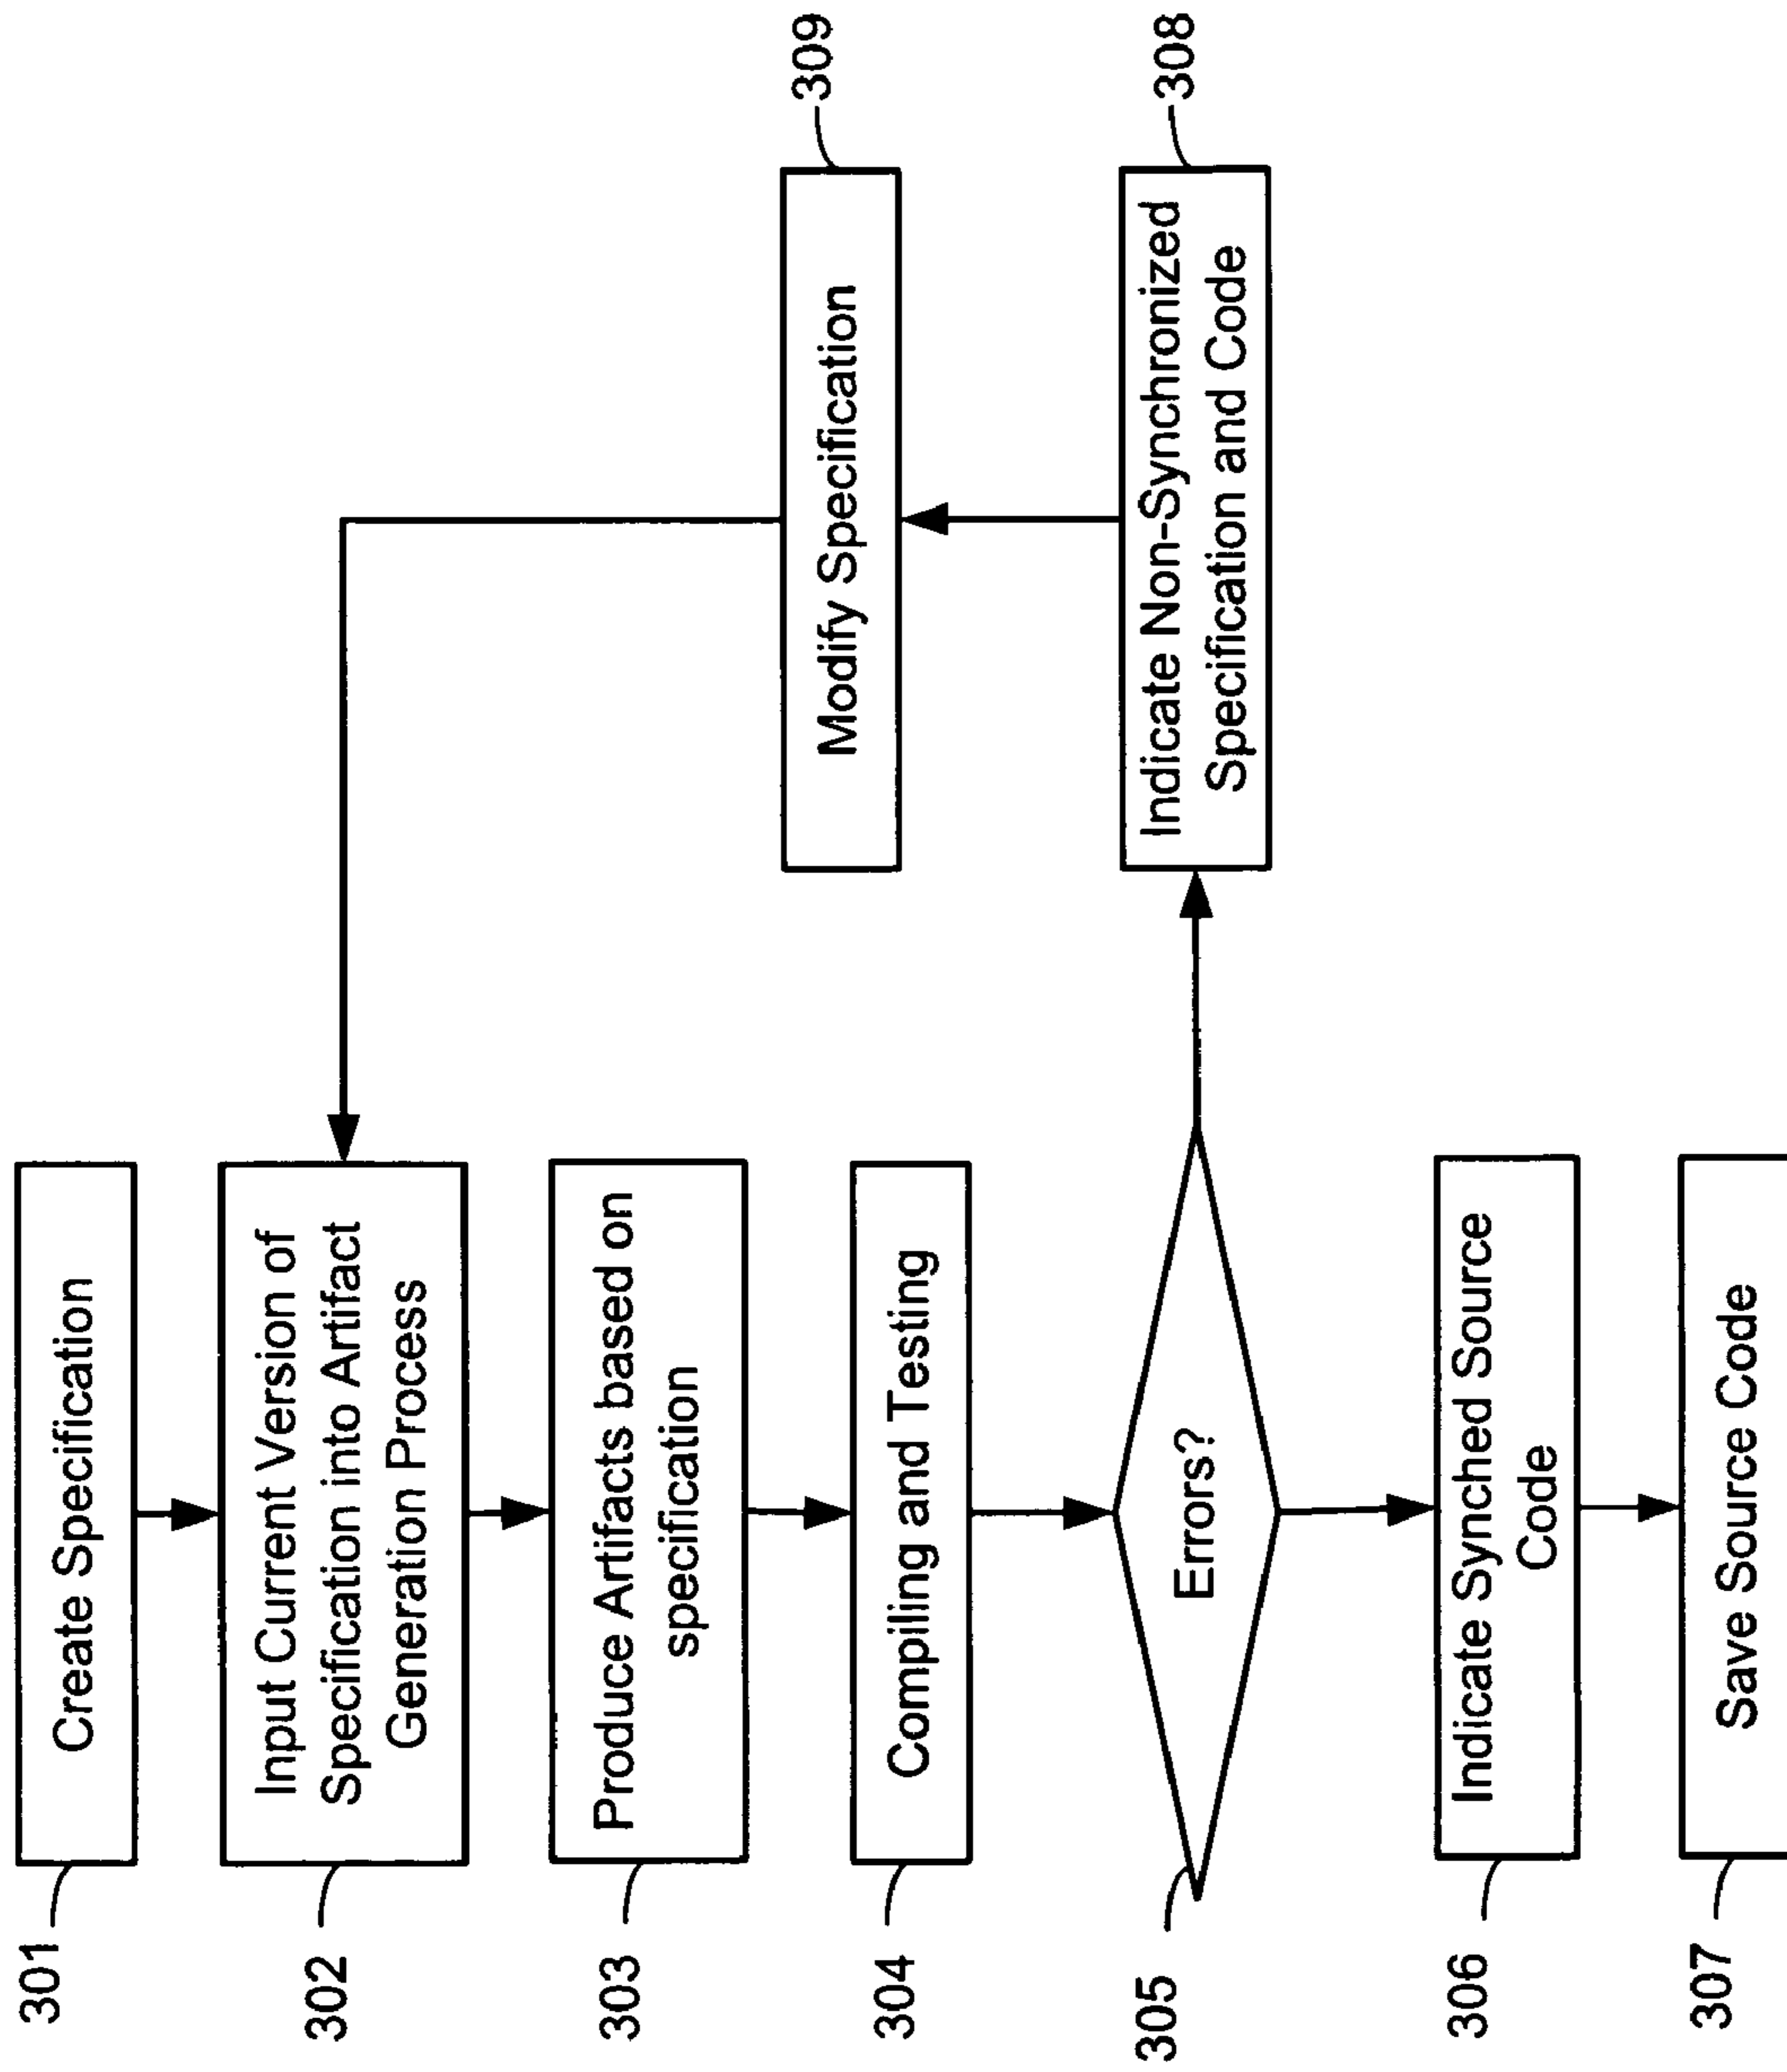 301
Create Specification
302
Input Current Version of
Specification into Artifact
Generation Process
303
Produce Artifacts based on
specification
304
Compiling and Testing
305
Errors?
306
Indicate Synched Source
Code
307
Save Source Code
309
Modify Specification
308
Indicate Non-Synchronized
Specification and Code